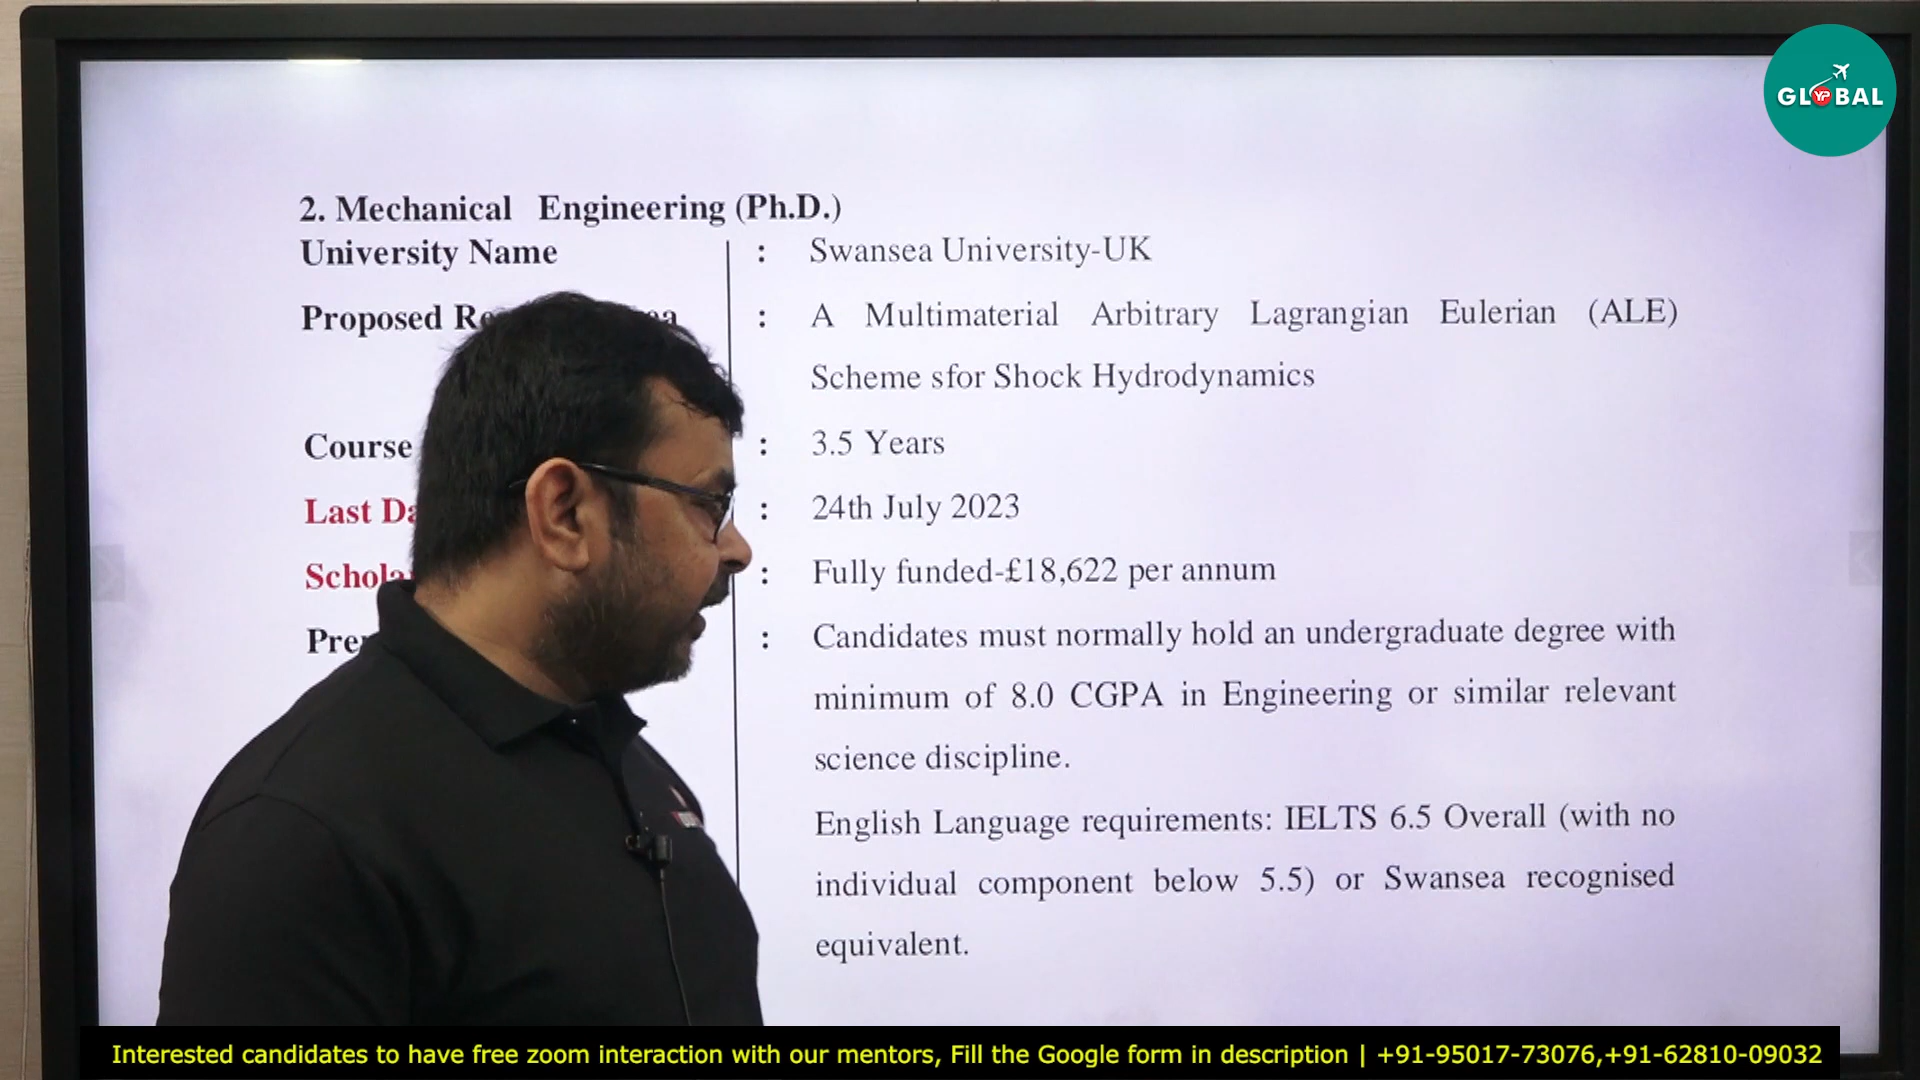 GLYPBAL
2. Mechanical Engineering (Ph.D.)
University Name : Swansea University-UK
Proposed : A Multimaterial Arbitrary Lagrangian Eulerian (ALE)
Scheme sfor Shock Hydrodynamics
Course : 3.5 Years
Last : 24th July 2023
: Fully funded-£18,622 per annum
: Candidates must normally hold an undergraduate degree with
minimum of 8.0 CGPA in Engineering or similar relevant
science discipline.
English Language requirements: IELTS 6.5 Overall (with no
individual component below 5.5) or Swansea recognised
equivalent.
Interested candidates to have free zoom interaction with our mentors, Fill the Google form in description | +91-95017-73076,+91-62810-09032